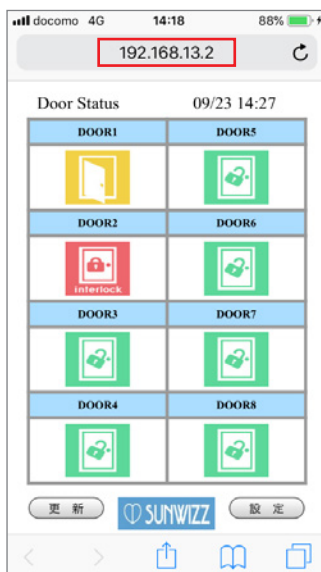 docomo 4G 14:18 88%
192.168.13.2
Door Status 09/23 14:27
DOOR1 DOOR5
DOOR2 DOOR6
interlock
DOOR3 DOOR7
DOOR4 DOOR8
更新 SUNWIZZ 設定